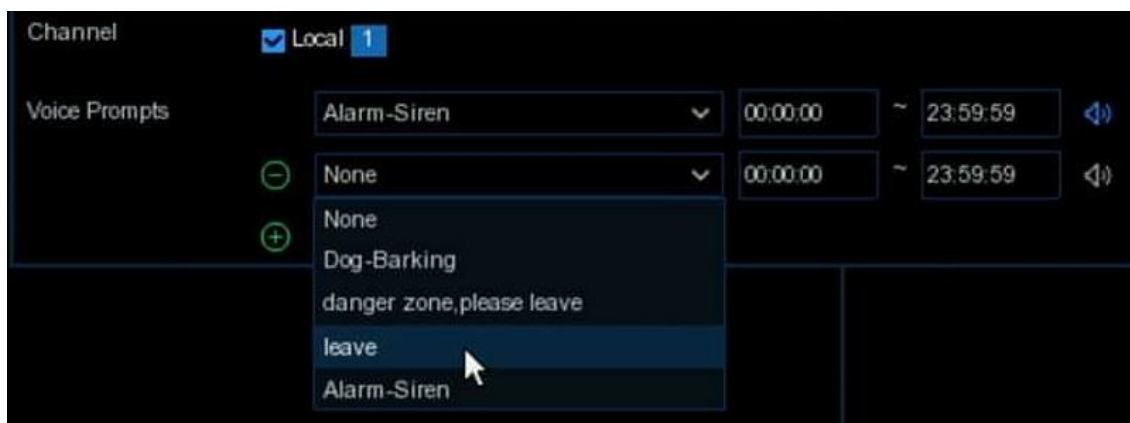 Channel Local 1
Voice Prompts Alarm-Siren 00:00:00 ~ 23:59:59
None 00:00:00 ~ 23:59:59
None
Dog-Barking
danger zone,please leave
leave
Alarm-Siren